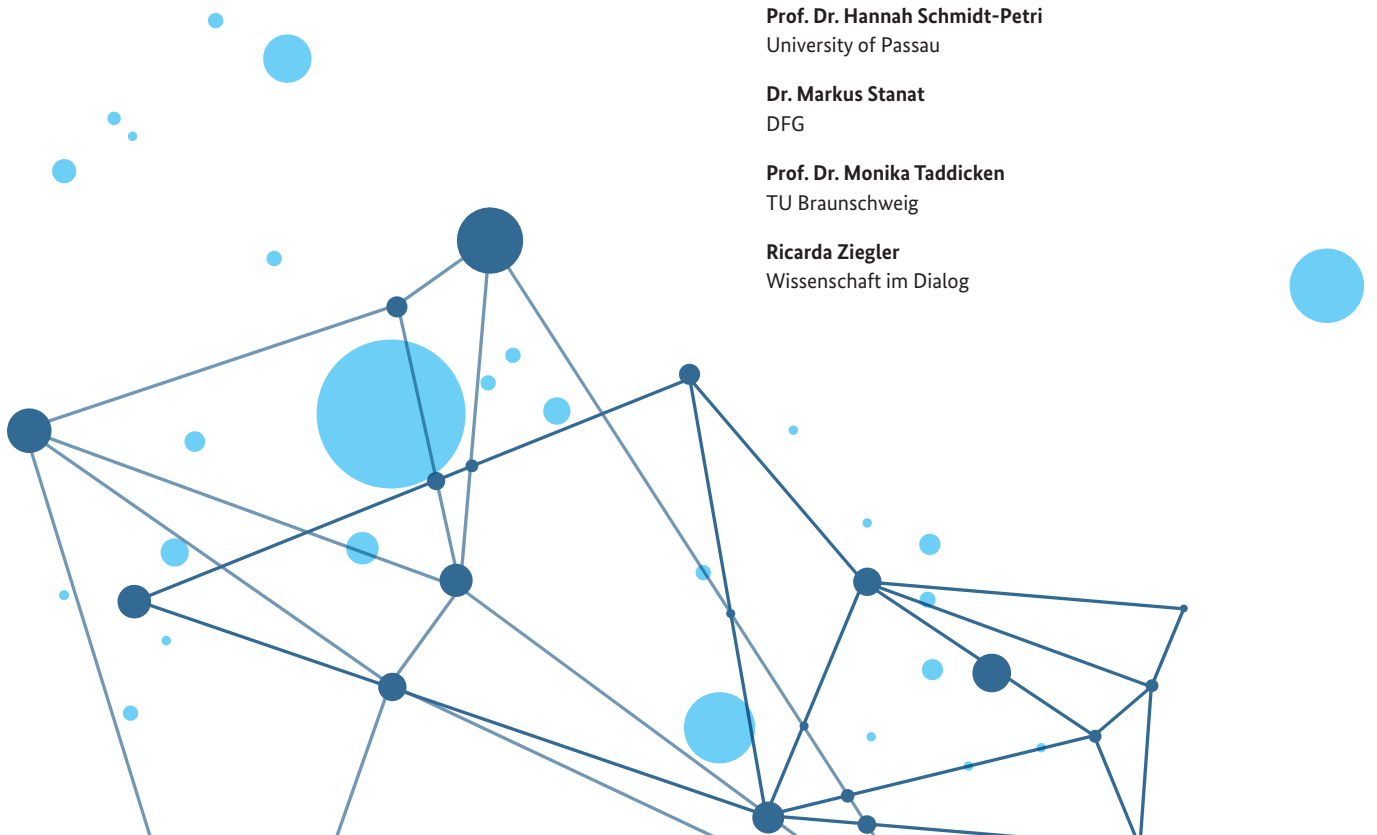 Prof. Dr. Hannah Schmidt-Petri
University of Passau
Dr. Markus Stanat
DFG
Prof. Dr. Monika Taddicken
TU Braunschweig
Ricarda Ziegler
Wissenschaft im Dialog